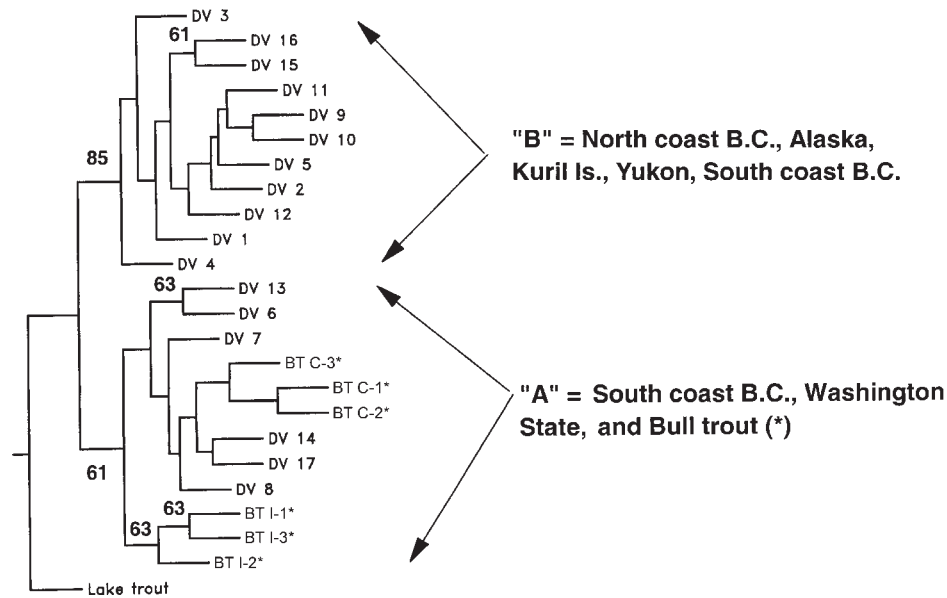 DV 3
61
DV 16
DV 15
DV 11
DV 9
DV 10
85
DV 5
DV 2
DV 12
DV 1
DV 4
"B" = North coast B.C., Alaska,
Kuril Is., Yukon, South coast B.C.
63
DV 13
DV 6
DV 7
BT C-3*
BT C-1*
BT C-2*
DV 14
DV 17
61
DV 8
63
BT I-1*
63
BT I-3*
BT I-2*
Lake trout
"A" = South coast B.C., Washington
State, and Bull trout (*)